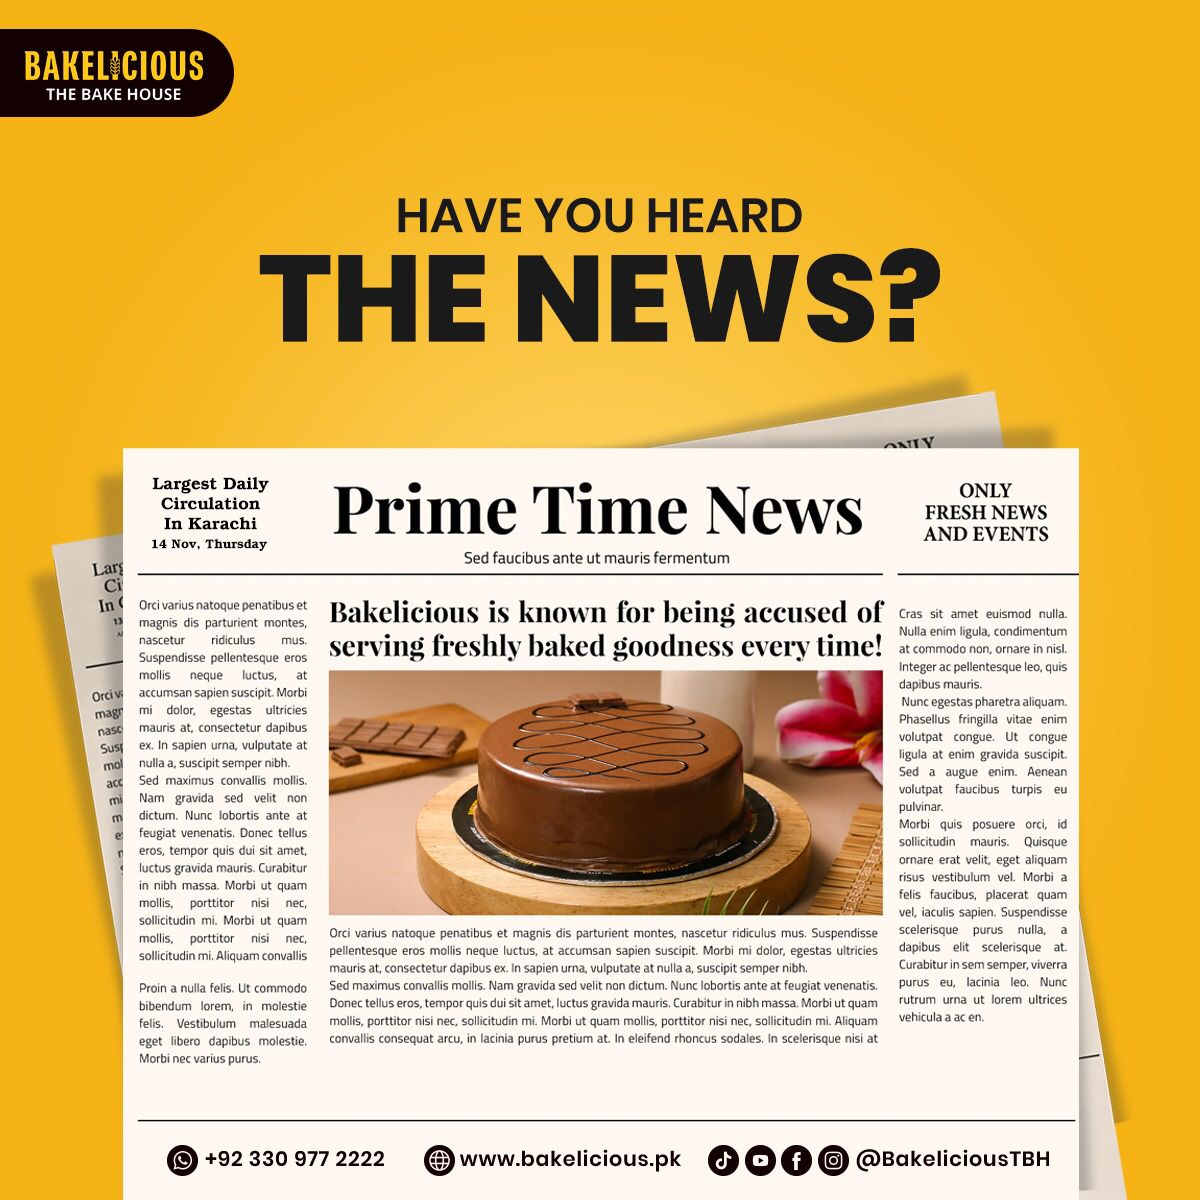 BAKELICIOUS
THE BAKE HOUSE
HAVE YOU HEARD
THE NEWS?
ONLY
Largest Daily
Circulation
In Karachi
14 Nov, Thursday
Prime Time News
Sed faucibus ante ut mauris fermentum
ONLY
FRESH NEWS
AND EVENTS
Orci varius natoque penatibus et
magnis dis parturient montes,
nascetur ridiculus mus.
Suspendisse pellentesque eros
mollis neque luctus, at
accumsan sapien suscipit. Morbi
mi dolor, egestas ultricies
mauris at, consectetur dapibus
ex. In sapien urna, vulputate at
nulla a, suscipit semper nibh.
Sed maximus convallis mollis.
Nam gravida sed velit non
dictum. Nunc lobortis ante at
feugiat venenatis. Donec tellus
eros, tempor quis dui sit amet,
luctus gravida mauris. Curabitur
in nibh massa. Morbi ut quam
mollis, porttitor nisi nec,
sollicitudin mi. Morbi ut quam
mollis, porttitor nisi nec,
sollicitudin mi. Aliquam convallis
Proin a nulla felis. Ut commodo
bibendum lorem, in molestie
felis. Vestibulum malesuada
eget libero dapibus molestie.
Morbi nec varius purus.
Bakelicious is known for being accused of
serving freshly baked goodness every time!
Orci varius natoque penatibus et magnis dis parturient montes, nascetur ridiculus mus. Suspendisse
pellentesque eros mollis neque luctus, at accumsan sapien suscipit. Morbi mi dolor, egestas ultricies
mauris at, consectetur dapibus ex. In sapien urna, vulputate at nulla a, suscipit semper nibh.
Sed maximus convallis mollis. Nam gravida sed velit non dictum. Nunc lobortis ante at feugiat venenatis.
Donec tellus eros, tempor quis dui sit amet, luctus gravida mauris. Curabitur in nibh massa. Morbi ut quam
mollis, porttitor nisi nec, sollicitudin mi. Morbi ut quam mollis, porttitor nisi nec, sollicitudin mi. Aliquam
convallis consequat arcu, in lacinia purus pretium at. In eleifend rhoncus sodales. In scelerisque nisi at
Cras sit amet euismod nulla.
Nulla enim ligula, condimentum
at commodo non, ornare in nisl.
Integer ac pellentesque leo, quis
dapibus mauris.
Nunc egestas pharetra aliquam.
Phasellus fringilla vitae enim
volutpat congue. Ut congue
ligula at enim gravida suscipit.
Sed a augue enim. Aenean
volutpat faucibus turpis eu
pulvinar.
Morbi quis posuere orci, id
sollicitudin mauris. Quisque
ornare erat velit, eget aliquam
risus vestibulum vel. Morbi a
felis faucibus, placerat quam
vel, iaculis sapien. Suspendisse
scelerisque purus nulla, a
dapibus elit scelerisque at.
Curabitur in sem semper, viverra
purus eu, lacinia leo. Nunc
rutrum urna ut lorem ultrices
vehicula a ac en.
+92 330 977 2222
www.bakelicious.pk
@BakeliciousTBH